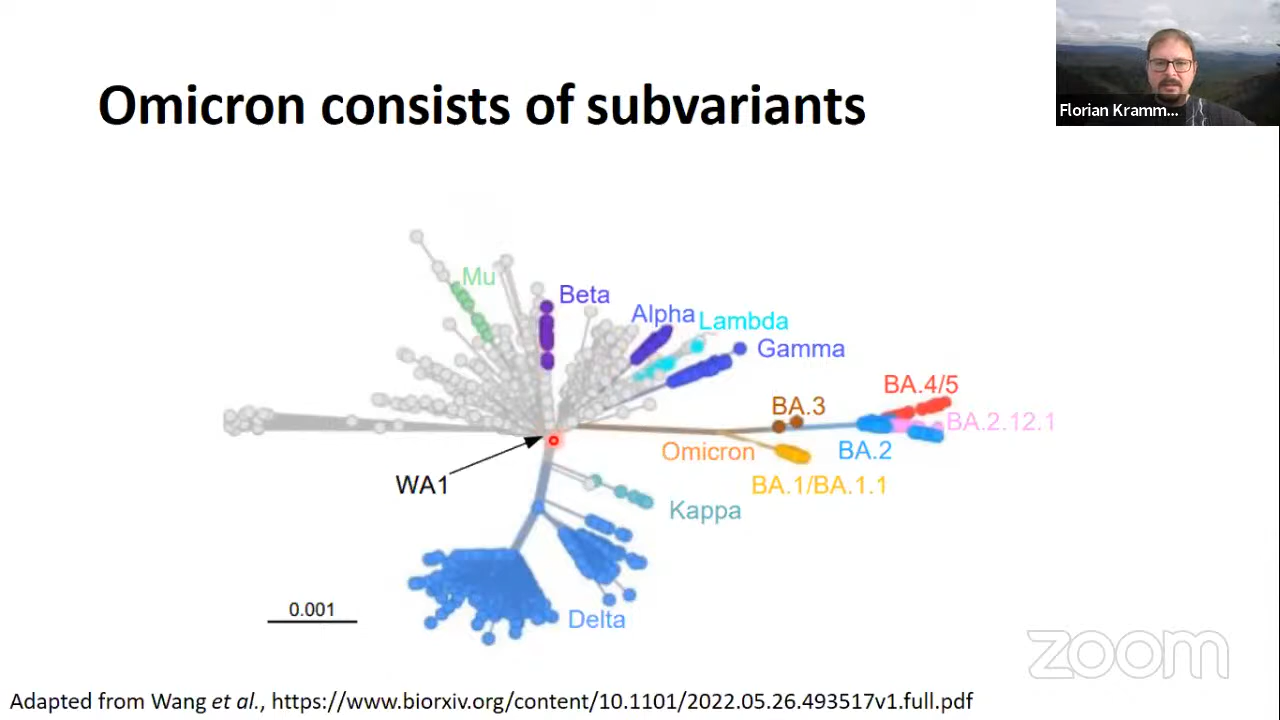 Omicron consists of subvariants
Florian Kramm...
Mu
Beta
Alpha
Lambda
Gamma
BA.4/5
BA.3
BA.2.12.1
Omicron
BA.2
WA1
BA.1/BA.1.1
Kappa
0.001
Delta
zoom
Adapted from Wang et al., https://www.biorxiv.org/content/10.1101/2022.05.26.493517v1.full.pdf